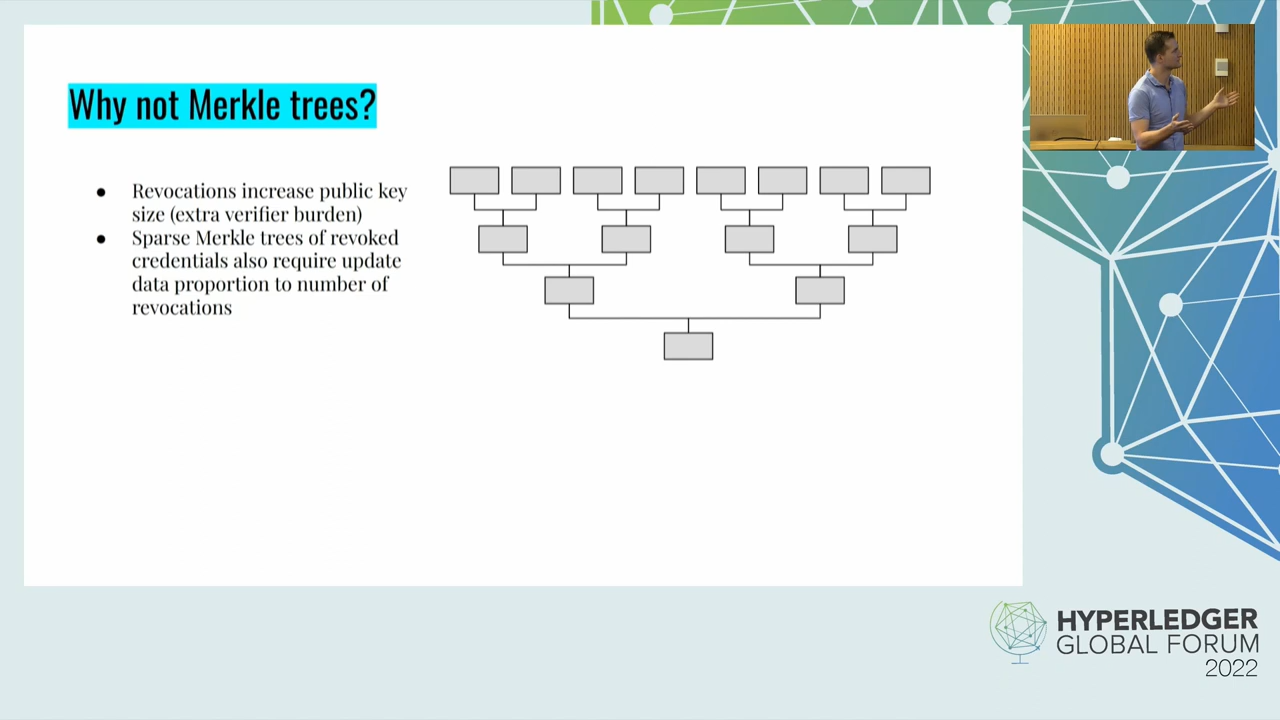 Why not Merkle trees?
● Revocations increase public key
size (extra verifier burden)
● Sparse Merkle trees of revoked
credentials also require update
data proportion to number of
revocations
HYPERLEDGER
GLOBAL FORUM
2022